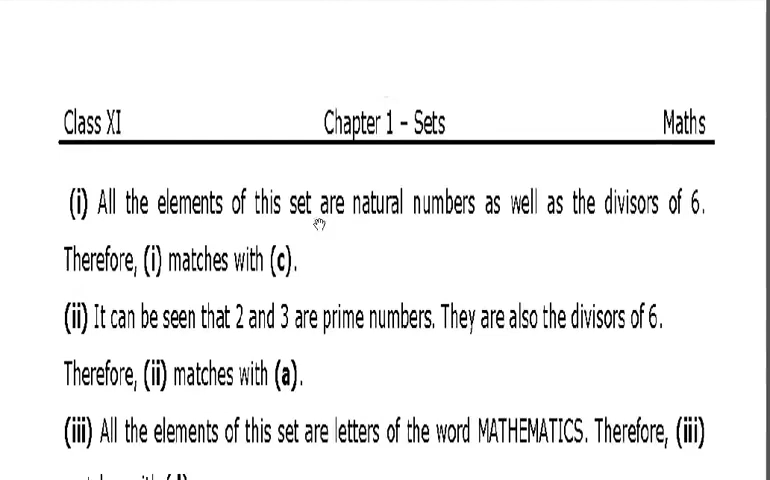 Class XI Chapter 1 – Sets Maths
(i) All the elements of this set are natural numbers as well as the divisors of 6.
Therefore, (i) matches with (c).
(ii) It can be seen that 2 and 3 are prime numbers. They are also the divisors of 6.
Therefore, (ii) matches with (a).
(iii) All the elements of this set are letters of the word MATHEMATICS. Therefore, (iii)